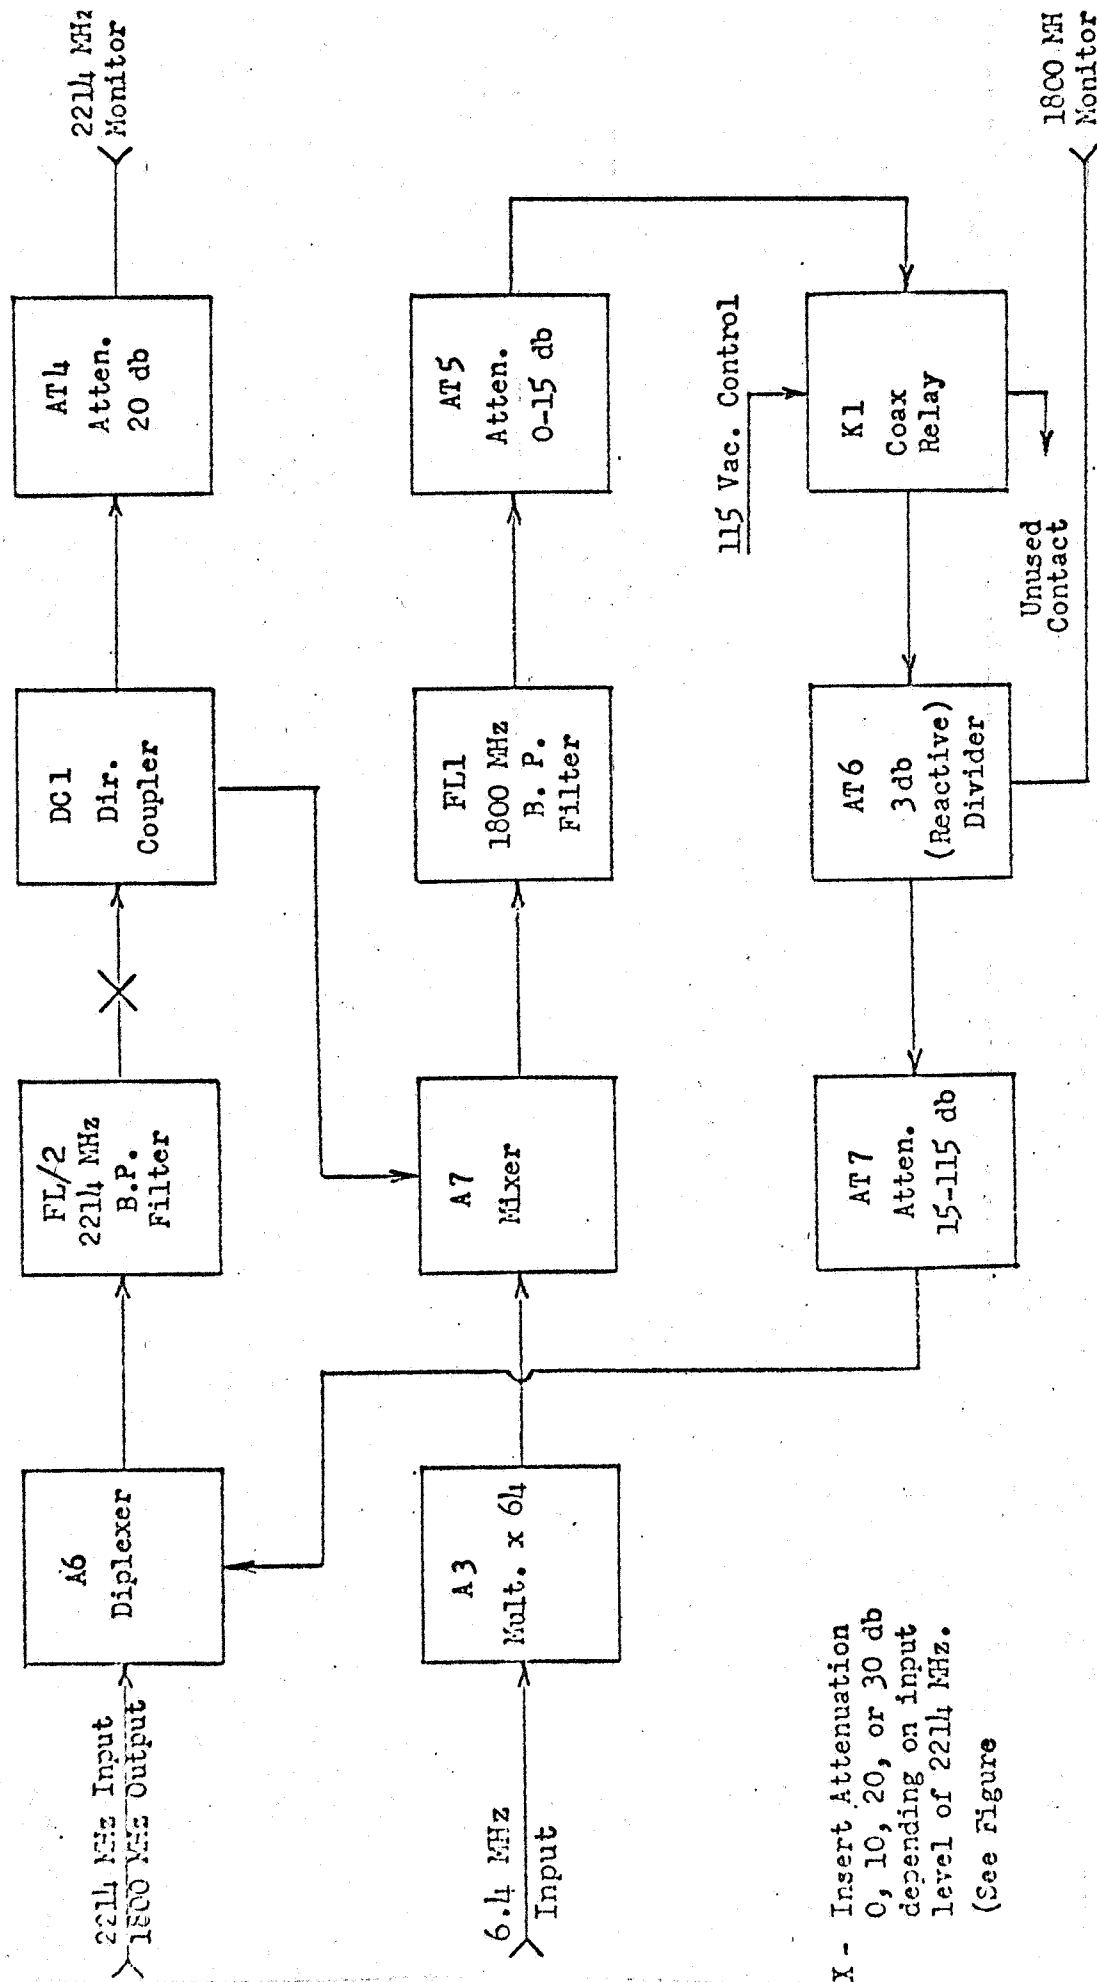 2214 MHz Input
1800 MHz Output
A6
Diplexer
FL/2
2214 MHz
B.P.
Filter
DC1
Dir.
Coupler
AT4
Atten.
20 db
2214 MHz
Monitor
6.4 MHz
Input
A3
Mult. x 64
A7
Mixer
FL1
1800 MHz
B. P.
Filter
AT5
Atten.
0-15 db
115 Vac. Control
AT7
Atten.
15-115 db
AT6
3db
(Reactive)
Divider
K1
Coax
Relay
Unused
Contact
1800 MH
Monitor
X - Insert Attenuation
0, 10, 20, or 30 db
depending on input
level of 2214 MHz.
(See Figure